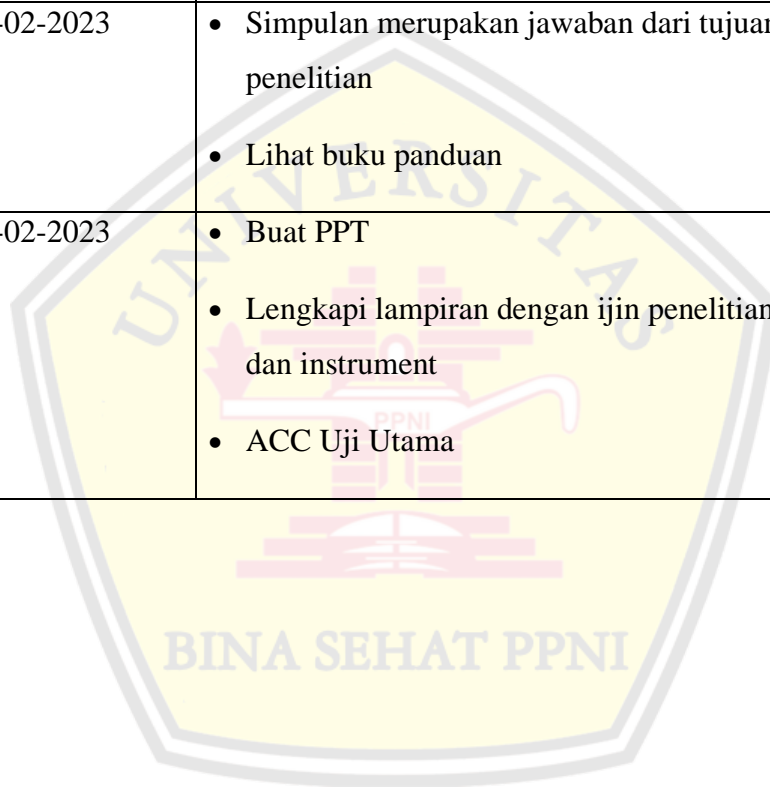 -02-2023
• Simpulan merupakan jawaban dari tujuan
penelitian
• Lihat buku panduan
-02-2023
• Buat PPT
• Lengkapi lampiran dengan ijin penelitian
dan instrument
• ACC Uji Utama
UNIVERSITAS
PPNI
BINA SEHAT PPNI